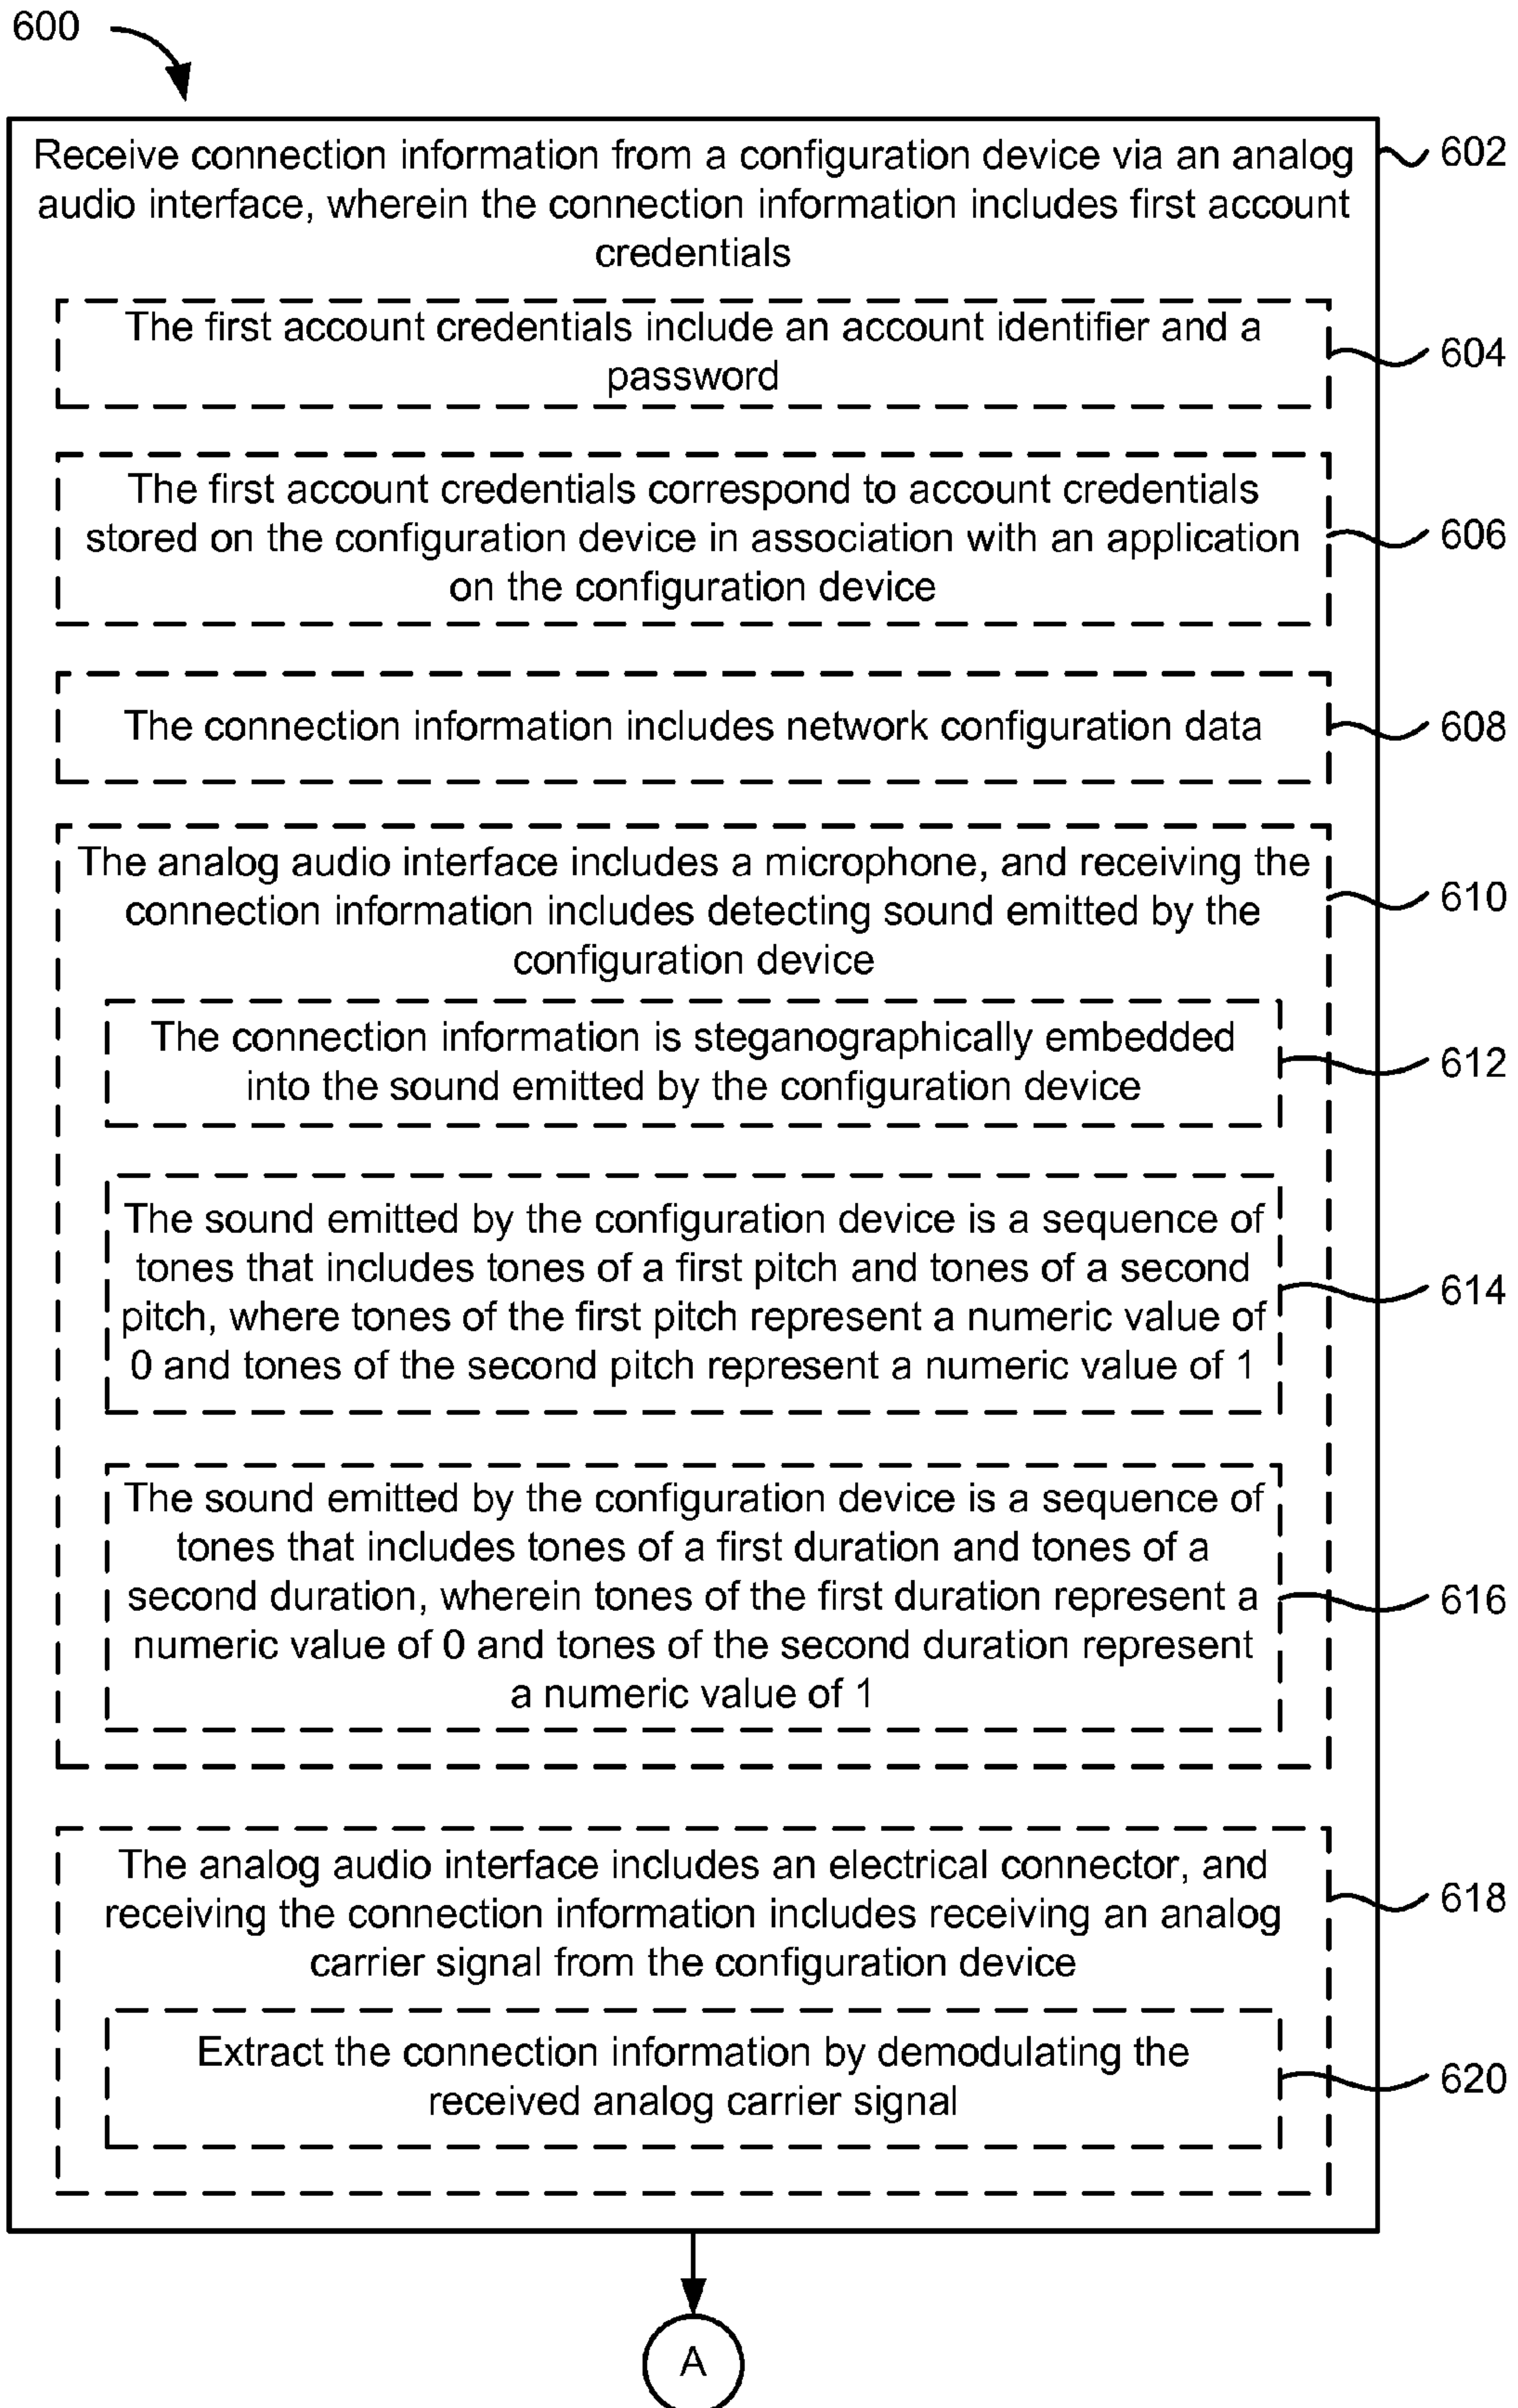 600
Receive connection information from a configuration device via an analog
602
audio interface, wherein the connection information includes first account
credentials
The first account credentials include an account identifier and a
604
password
The first account credentials correspond to account credentials
stored on the configuration device in association with an application
606
on the configuration device
The connection information includes network configuration data
608
The analog audio interface includes a microphone, and receiving the
610
connection information includes detecting sound emitted by the
configuration device
The connection information is steganographically embedded
612
into the sound emitted by the configuration device
The sound emitted by the configuration device is a sequence of
tones that includes tones of a first pitch and tones of a second
614
pitch, where tones of the first pitch represent a numeric value of
0 and tones of the second pitch represent a numeric value of 1
The sound emitted by the configuration device is a sequence of
tones that includes tones of a first duration and tones of a
second duration, wherein tones of the first duration represent a
616
numeric value of 0 and tones of the second duration represent
a numeric value of 1
The analog audio interface includes an electrical connector, and
618
receiving the connection information includes receiving an analog
carrier signal from the configuration device
Extract the connection information by demodulating the
620
received analog carrier signal
A